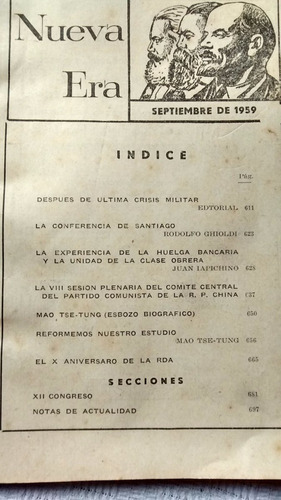 Nueva
Era
SEPTIEMBRE DE 1959
INDICE
Pág.
DESPUES DE ULTIMA CRISIS MILITAR
EDTORIAL 611
LA CONFERENCIA DE SANTIAGO
RODOLFO GHIOLDI 622
LA EXPERIENCIA DE LA HUELGA BANCARIA
Y LA UNIDAD DE LA CLASE OBRERA
JUAN IAPICHINO 628
LA VIII SESION PLENARIA DEL COMITE CENTRAL
DEL PARTIDO COMUNISTA DE LA R. P. CHINA 637
MAO TSE-TUNG (ESBOZO BIOGRAFICO) 650
REFORMEMOS NUESTRO ESTUDIO
MAO TSE-TUNG 656
EL X ANIVERSARO DE LA RDA 665
SECCIONES
XII CONGRESO 681
NOTAS DE ACTUALIDAD 697